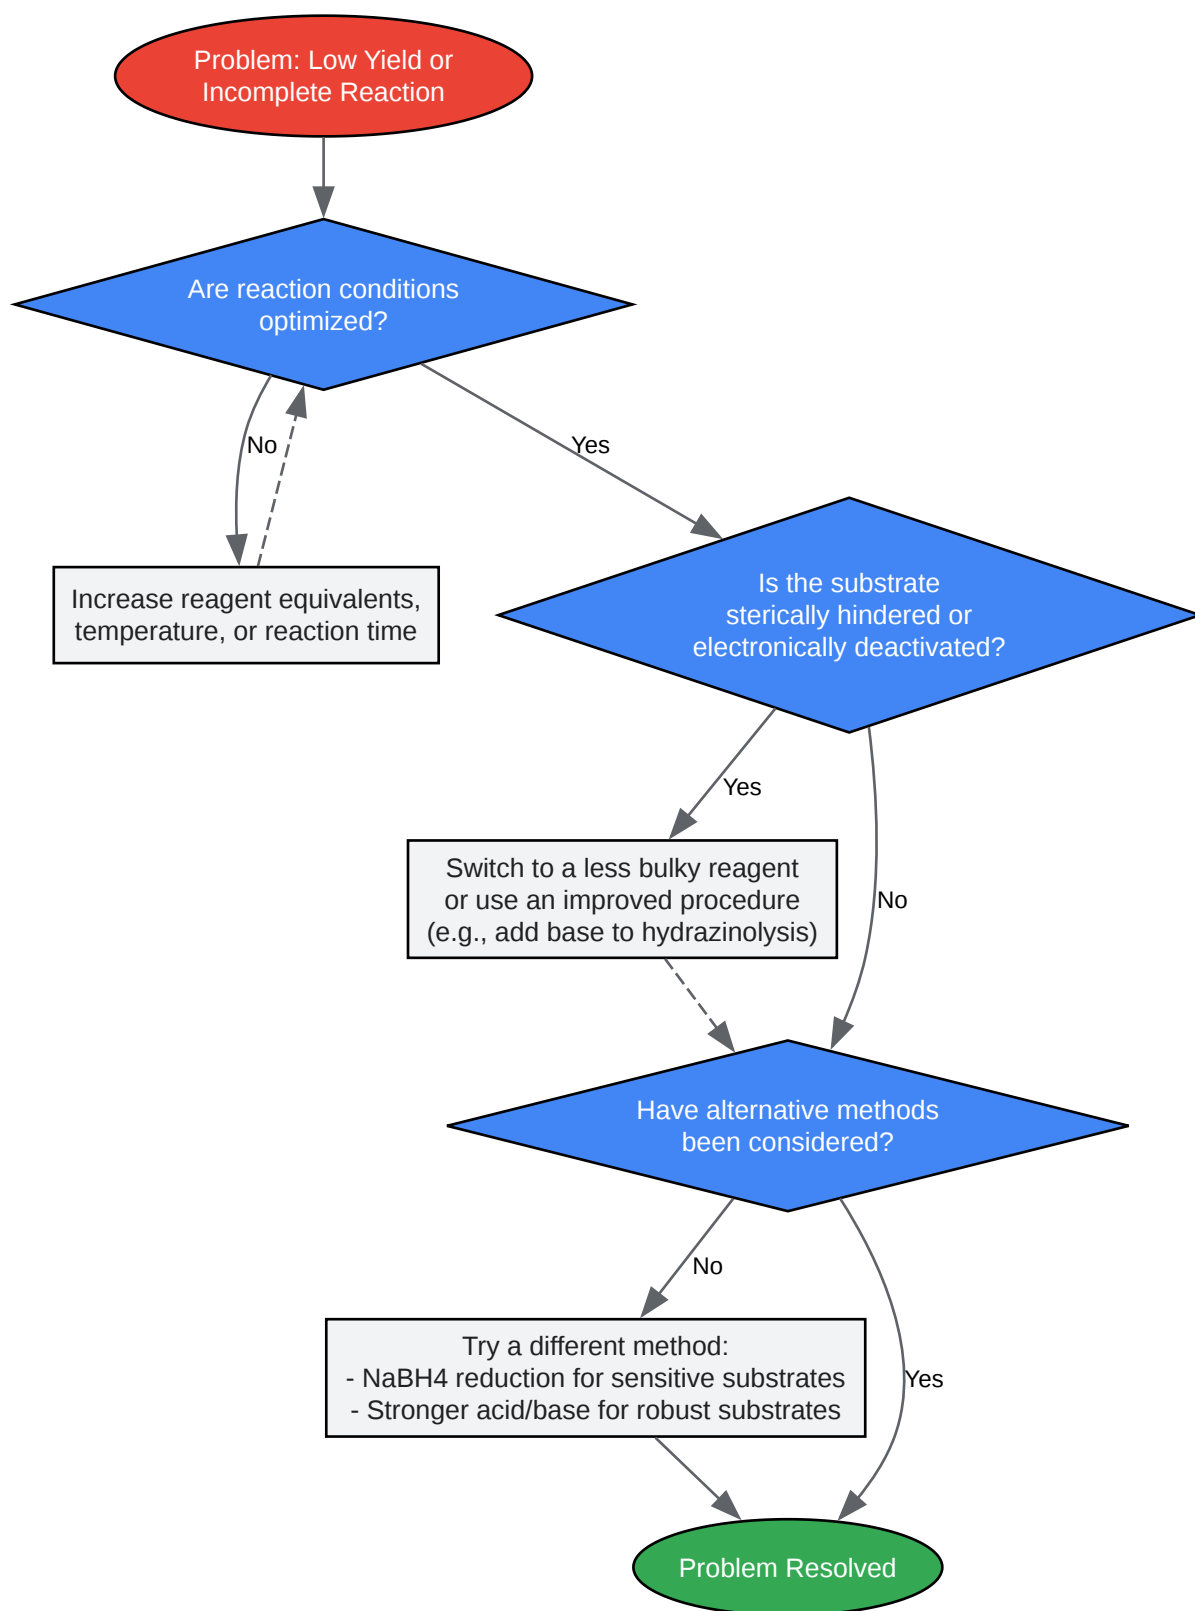 Problem: Low Yield or
Incomplete Reaction
Are reaction conditions
optimized?
No
Yes
Increase reagent equivalents,
temperature, or reaction time
Is the substrate
sterically hindered or
electronically deactivated?
Yes
No
Switch to a less bulky reagent
or use an improved procedure
(e.g., add base to hydrazinolysis)
Have alternative methods
been considered?
No
Yes
Try a different method:
- NaBH4 reduction for sensitive substrates
- Stronger acid/base for robust substrates
Problem Resolved